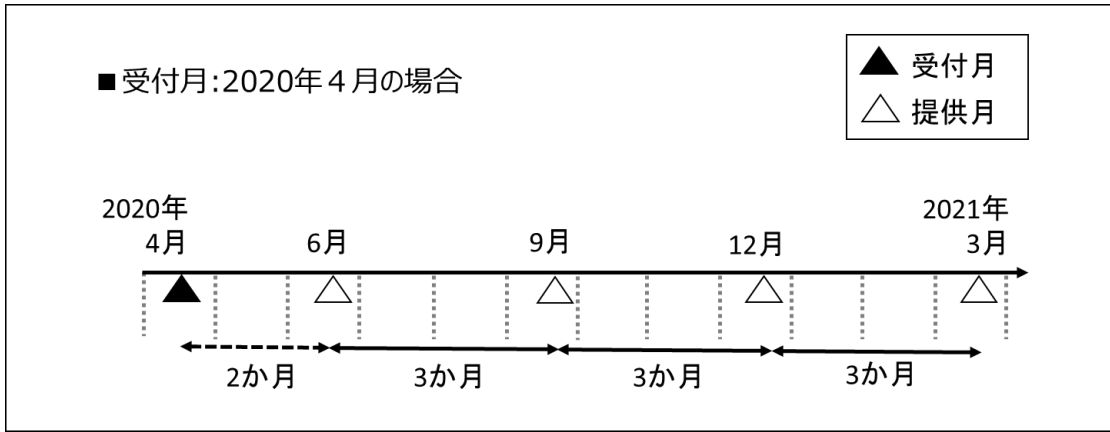 ■受付月:2020年４月の場合
▲ 受付月
△ 提供月
2020年
4月
6月
9月
12月
2021年
3月
2か月
3か月
3か月
3か月